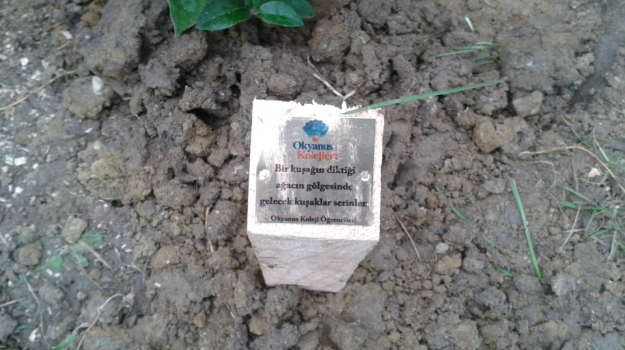 Okyanus
Kolejleri
Bir kuşağın diktiği
ağacın gölgesinde
gelecek kuşaklar serinler.
Okyanus Koleji Öğrencileri